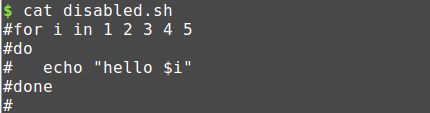 $ cat disabled.sh
#for i in 1 2 3 4 5
#do
#   echo "hello $i"
#done
#